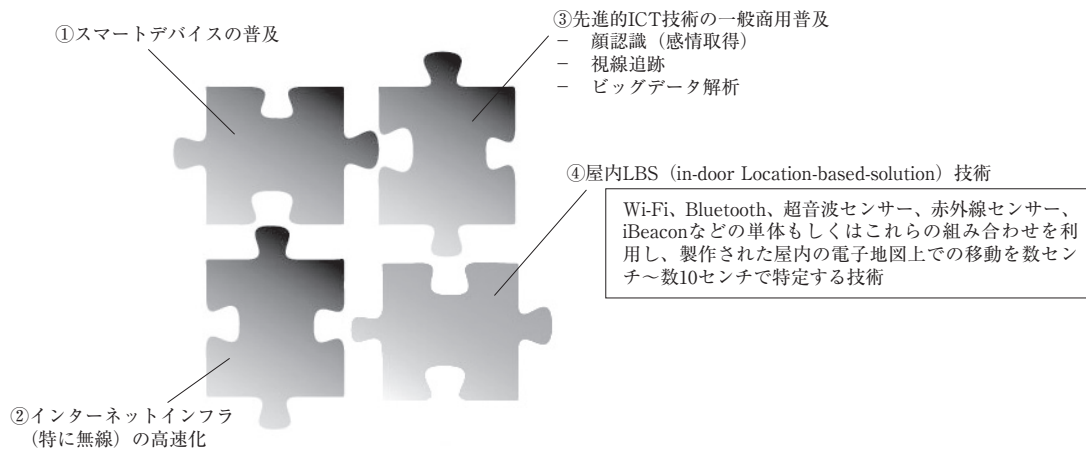 ①スマートデバイスの普及
③先進的ICT技術の一般商用普及
－　顔認識（感情取得）
－　視線追跡
－　ビッグデータ解析
④屋内LBS（in-door Location-based-solution）技術
Wi-Fi、Bluetooth、超音波センサー、赤外線センサー、
iBeaconなどの単体もしくはこれらの組み合わせを利
用し、製作された屋内の電子地図上での移動を数セン
チ～数10センチで特定する技術
②インターネットインフラ
（特に無線）の高速化